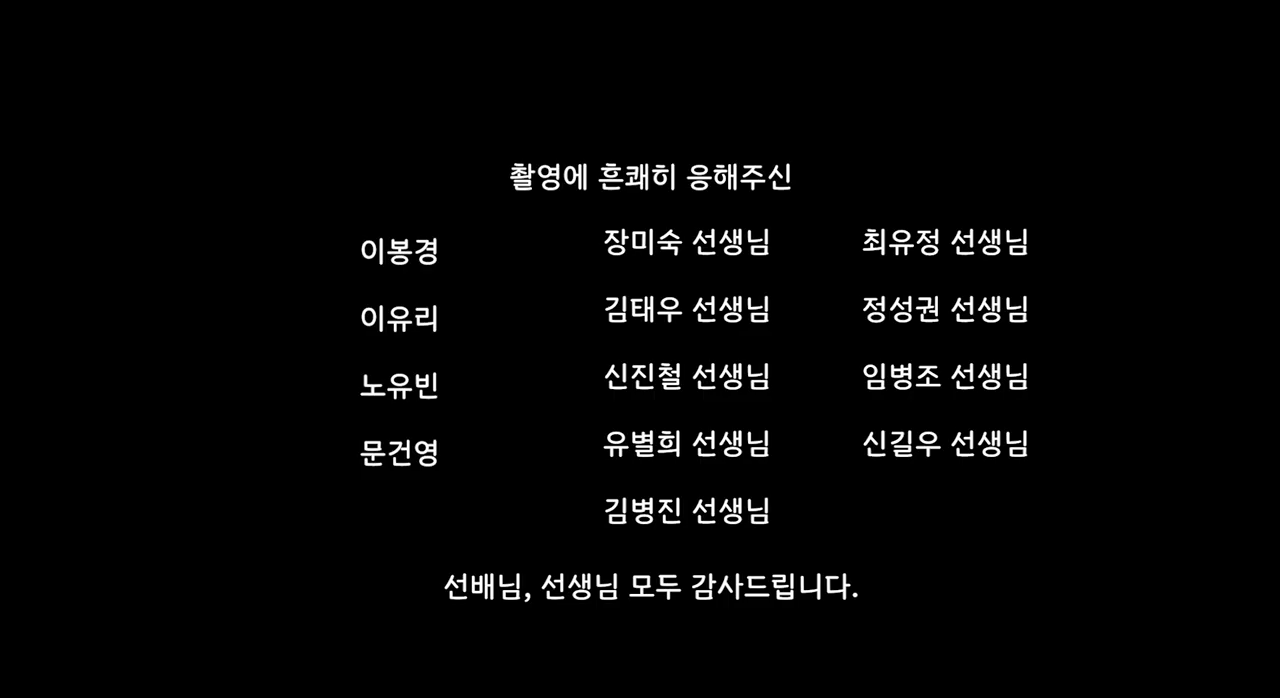 촬영에 흔쾌히 응해주신
이봉경 장미숙 선생님 최유정 선생님
이유리 김태우 선생님 정성권 선생님
노유빈 신진철 선생님 임병조 선생님
문건영 유별희 선생님 신길우 선생님
김병진 선생님
선배님, 선생님 모두 감사드립니다.